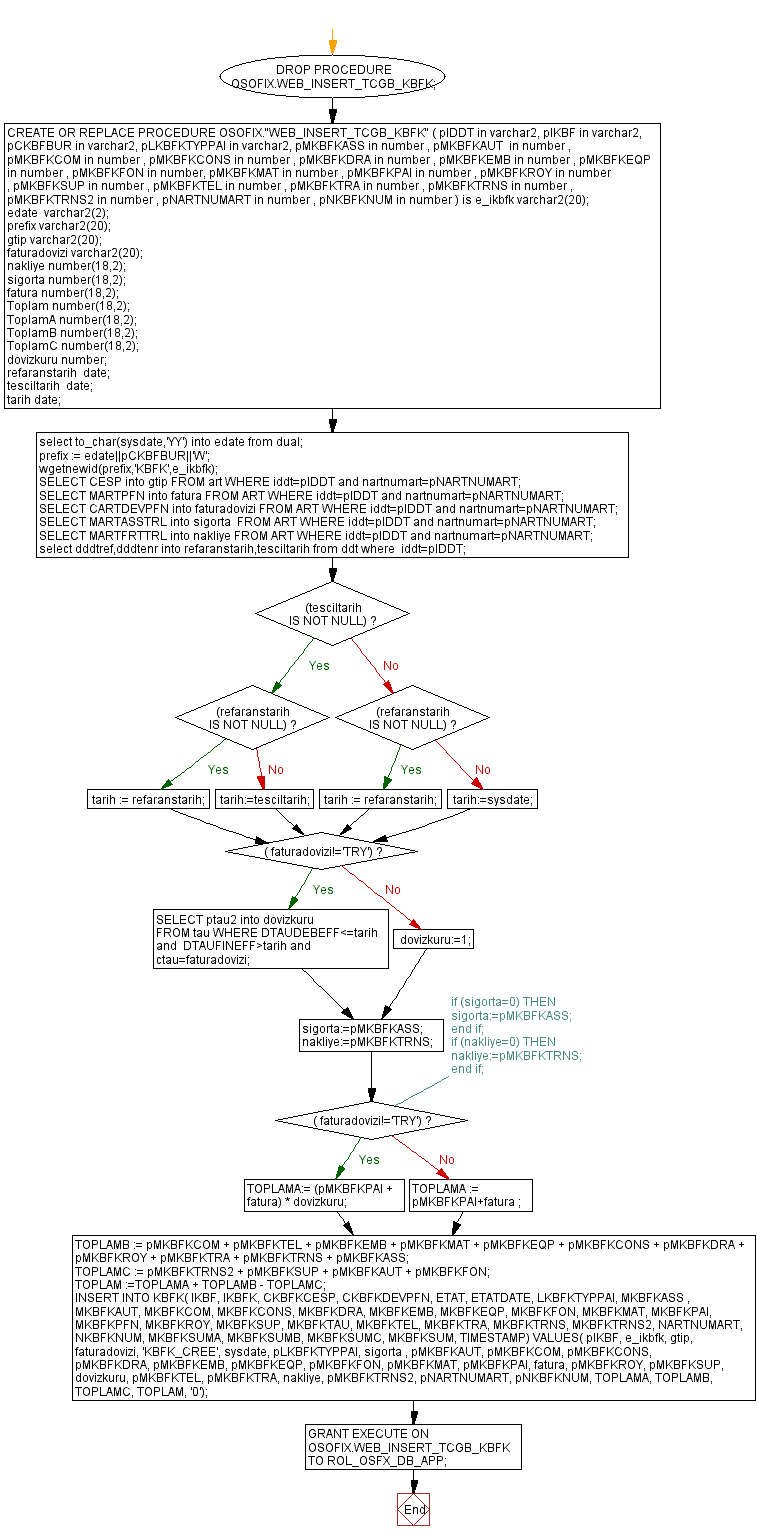 DROP PROCEDURE
OSOFIX.WEB_INSERT_TCGB_KBFK;
CREATE OR REPLACE PROCEDURE OSOFIX."WEB_INSERT_TCGB_KBFK" ( pIDDT in varchar2, pIKBF in varchar2,
pCKBFBUR in varchar2, pLKBFKTYPPAI in varchar2, pMKBFKASS in number , pMKBFKAUT  in number ,
pMKBFKCOM in number , pMKBFKCONS in number , pMKBFKDRA in number , pMKBFKEMB in number , pMKBFKEQP
in number , pMKBFKFON in number, pMKBFKMAT in number , pMKBFKPAI in number , pMKBFKROY in number
, pMKBFKSUP in number , pMKBFKTEL in number , pMKBFKTRA in number , pMKBFKTRNS in number ,
pMKBFKTRNS2 in number , pNARTNUMART in number , pNKBFKNUM in number ) is e_ikbfk varchar2(20);
edate  varchar2(2);
prefix varchar2(20);
gtip varchar2(20);
faturadovizi varchar2(20);
nakliye number(18,2);
sigorta number(18,2);
fatura number(18,2);
Toplam number(18,2);
ToplamA number(18,2);
ToplamB number(18,2);
ToplamC number(18,2);
dovizkuru number;
refaranstarih  date;
tesciltarih  date;
tarih date;
select to_char(sysdate,'YY') into edate from dual;
prefix := edate||pCKBFBUR||'W';
wgetnewid(prefix,'KBFK',e_ikbfk);
SELECT CESP into gtip FROM art WHERE iddt=pIDDT and nartnumart=pNARTNUMART;
SELECT MARTPFN into fatura FROM ART WHERE iddt=pIDDT and nartnumart=pNARTNUMART;
SELECT CARTDEVPFN into faturadovizi FROM ART WHERE iddt=pIDDT and nartnumart=pNARTNUMART;
SELECT MARTASSTRL into sigorta  FROM ART WHERE iddt=pIDDT and nartnumart=pNARTNUMART;
SELECT MARTFRTTRL into nakliye FROM ART WHERE iddt=pIDDT and nartnumart=pNARTNUMART;
select dddtref,dddtenr into refaranstarih,tesciltarih from ddt where  iddt=pIDDT;
(tesciltarih
IS NOT NULL) ?
Yes
No
(refaranstarih
IS NOT NULL) ?
(refaranstarih
IS NOT NULL) ?
Yes
No
Yes
No
tarih := refaranstarih;
tarih:=tesciltarih;
tarih := refaranstarih;
tarih:=sysdate;
( faturadovizi!='TRY') ?
Yes
No
SELECT ptau2 into dovizkuru
FROM tau WHERE DTAUDEBEFF<=tarih
and  DTAUFINEFF>tarih and
ctau=faturadovizi;
dovizkuru:=1;
sigorta:=pMKBFKASS;
nakliye:=pMKBFKTRNS;
if (sigorta=0) THEN
sigorta:=pMKBFKASS;
end if;
if (nakliye=0) THEN
nakliye:=pMKBFKTRNS;
end if;
( faturadovizi!='TRY') ?
Yes
No
TOPLAMA:= (pMKBFKPAI +
fatura) * dovizkuru;
TOPLAMA :=
pMKBFKPAI+fatura ;
TOPLAMB := pMKBFKCOM + pMKBFKTEL + pMKBFKEMB + pMKBFKMAT + pMKBFKEQP + pMKBFKCONS + pMKBFKDRA +
pMKBFKROY + pMKBFKTRA + pMKBFKTRNS + pMKBFKASS;
TOPLAMC := pMKBFKTRNS2 + pMKBFKSUP + pMKBFKAUT + pMKBFKFON;
TOPLAM :=TOPLAMA + TOPLAMB - TOPLAMC;
INSERT INTO KBFK( IKBF, IKBFK, CKBFKCESP, CKBFKDEVPFN, ETAT, ETATDATE, LKBFKTYPPAI, MKBFKASS ,
MKBFKAUT, MKBFKCOM, MKBFKCONS, MKBFKDRA, MKBFKEMB, MKBFKEQP, MKBFKFON, MKBFKMAT, MKBFKPAI,
MKBFKPFN, MKBFKROY, MKBFKSUP, MKBFKTAU, MKBFKTEL, MKBFKTRA, MKBFKTRNS, MKBFKTRNS2, NARTNUMART,
NKBFKNUM, MKBFKSUMA, MKBFKSUMB, MKBFKSUMC, MKBFKSUM, TIMESTAMP) VALUES( pIKBF, e_ikbfk, gtip,
faturadovizi, 'KBFK_CREE', sysdate, pLKBFKTYPPAI, sigorta , pMKBFKAUT, pMKBFKCOM, pMKBFKCONS,
pMKBFKDRA, pMKBFKEMB, pMKBFKEQP, pMKBFKFON, pMKBFKMAT, pMKBFKPAI, fatura, pMKBFKROY, pMKBFKSUP,
dovizkuru, pMKBFKTEL, pMKBFKTRA, nakliye, pMKBFKTRNS2, pNARTNUMART, pNKBFKNUM, TOPLAMA, TOPLAMB,
TOPLAMC, TOPLAM, '0');
GRANT EXECUTE ON
OSOFIX.WEB_INSERT_TCGB_KBFK
TO ROL_OSFX_DB_APP;
End